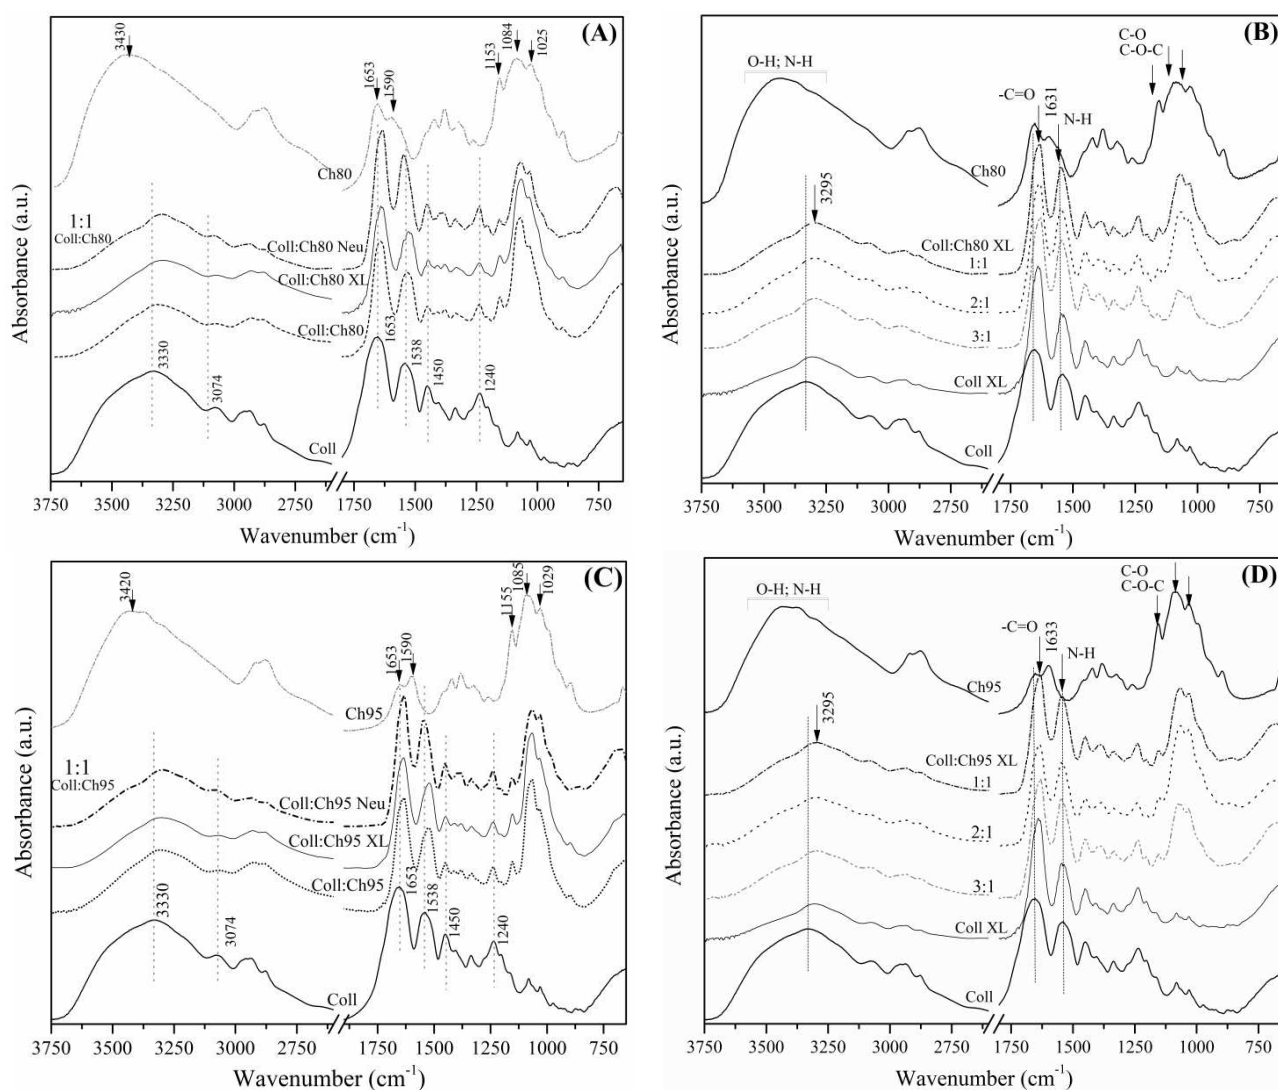 (A)
3430
1653
1590
1153
1084
1025
Ch80
1:1
Coll:Ch80
Coll:Ch80 Neu
Coll:Ch80 XL
Coll:Ch80
3330
3074
1653
1538
1450
1240
Coll
Absorbance (a.u.)
3750 3500 3250 3000 2750 1750 1500 1250 1000 750
Wavenumber (cm-1)
(B)
O-H; N-H
C-O
C-O-C
-C=O
1631
N-H
Ch80
3295
Coll:Ch80 XL
1:1
2:1
3:1
Coll XL
Coll
Absorbance (a.u.)
3750 3500 3250 3000 2750 1750 1500 1250 1000 750
Wavenumber (cm-1)
(C)
3420
1653
1590
1155
1085
1029
Ch95
1:1
Coll:Ch95
Coll:Ch95 Neu
Coll:Ch95 XL
Coll:Ch95
3330
3074
1653
1538
1450
1240
Coll
Absorbance (a.u.)
3750 3500 3250 3000 2750 1750 1500 1250 1000 750
Wavenumber (cm-1)
(D)
O-H; N-H
C-O
C-O-C
-C=O
1633
N-H
Ch95
3295
Coll:Ch95 XL
1:1
2:1
3:1
Coll XL
Coll
Absorbance (a.u.)
3750 3500 3250 3000 2750 1750 1500 1250 1000 750
Wavenumber (cm-1)